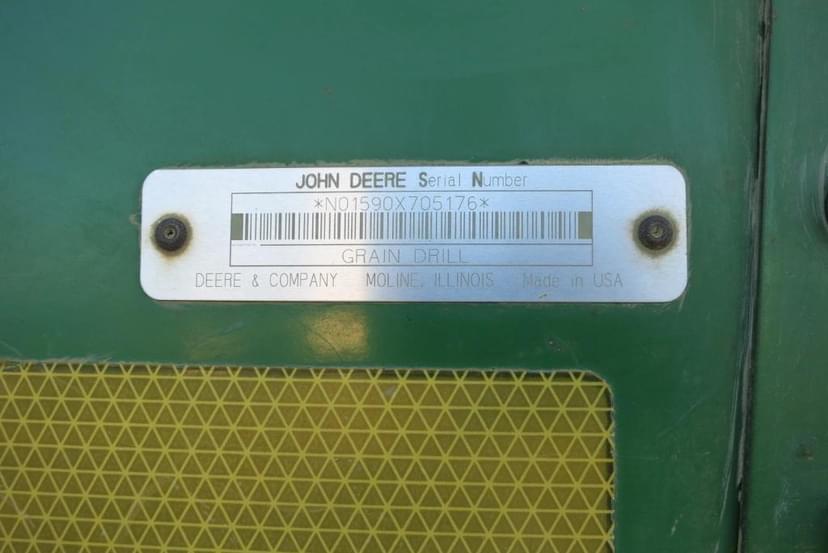 JOHN DEERE Serial Number
*N01590X705176*
GRAIN DRILL
DEERE & COMPANY MOLINE, ILLINOIS Made in USA